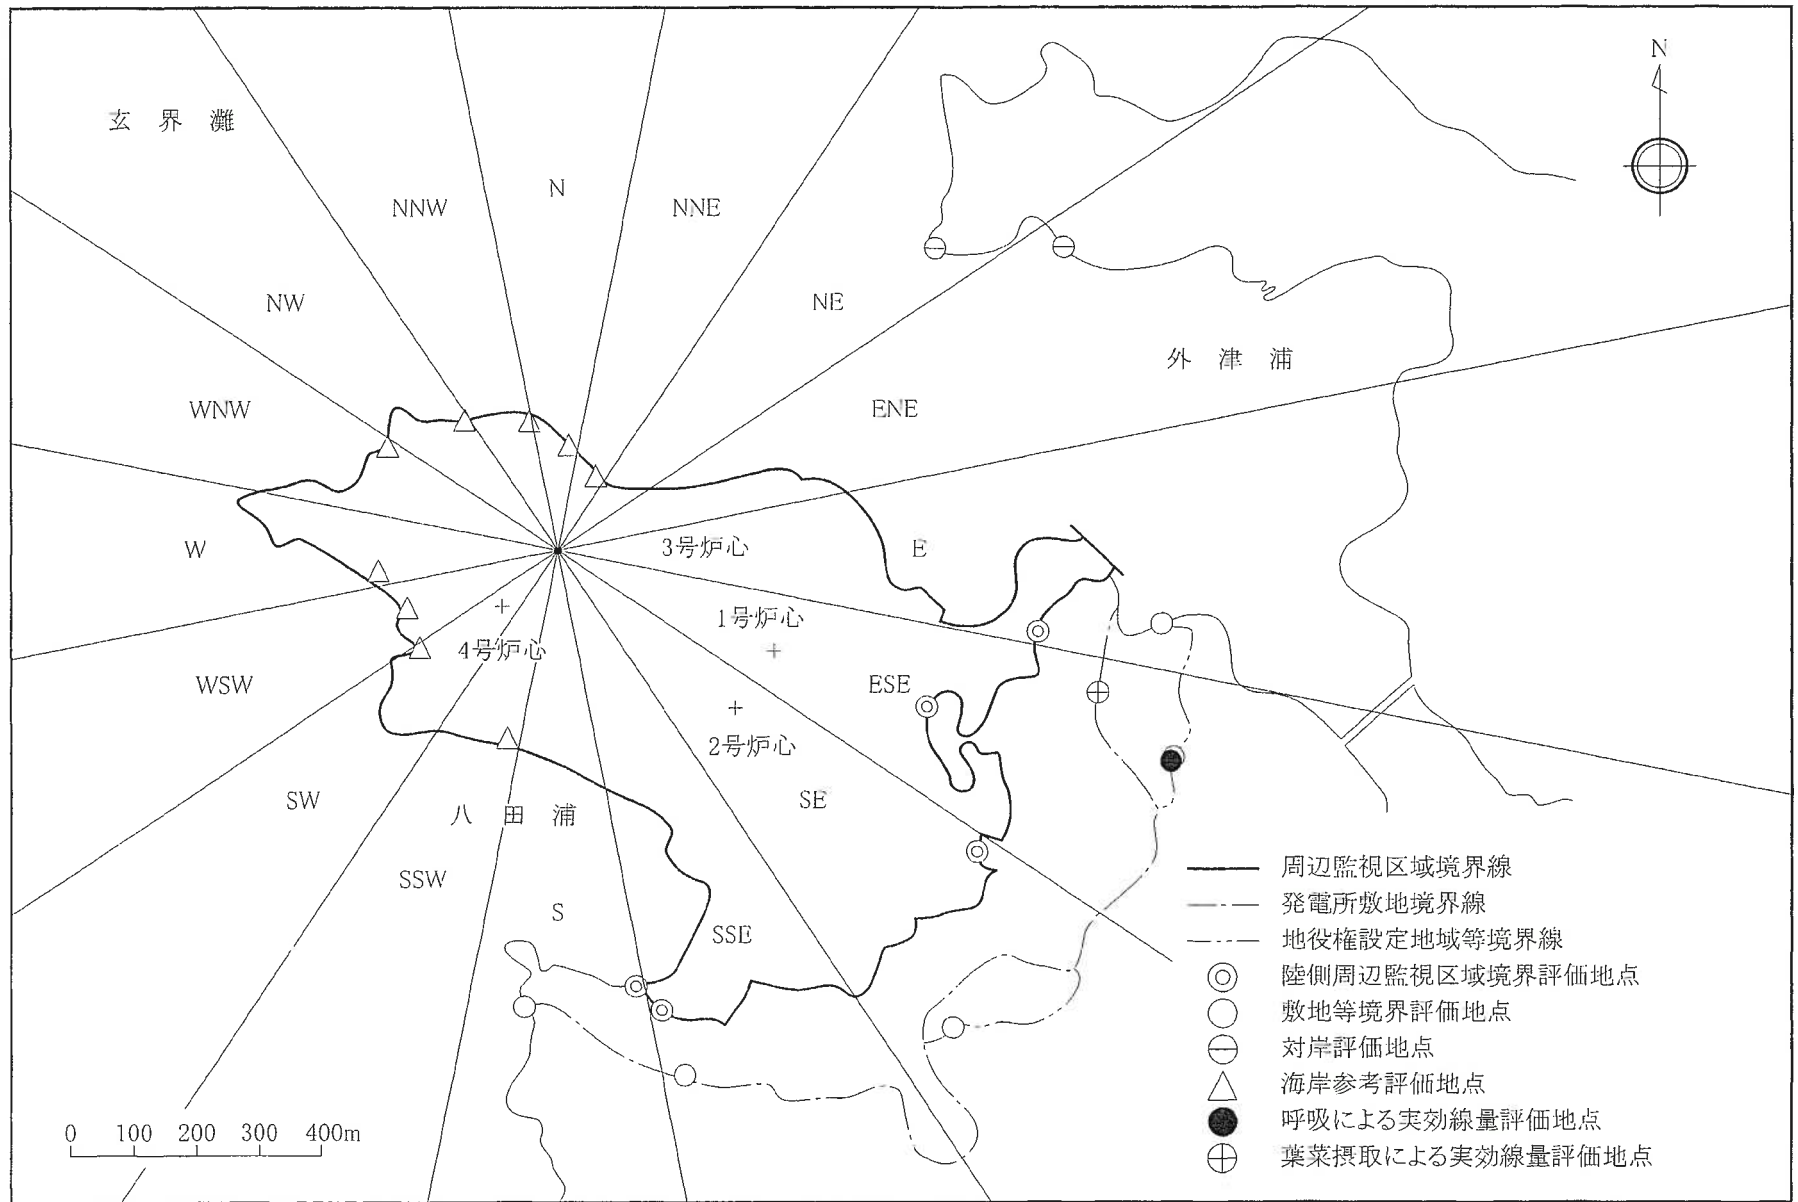 N
玄 界 灘
N
NNW
NNE
NW
NE
外 津 浦
WNW
ENE
W
3号炉心
E
1号炉心
4号炉心
WSW
ESE
2号炉心
SW
SE
八 田 浦
SSW
S
SSE
周辺監視区域境界線
発電所敷地境界線
地役権設定地域等境界線
陸側周辺監視区域境界評価地点
敷地等境界評価地点
対岸評価地点
海岸参考評価地点
呼吸による実効線量評価地点
葉菜摂取による実効線量評価地点
0 100 200 300 400m